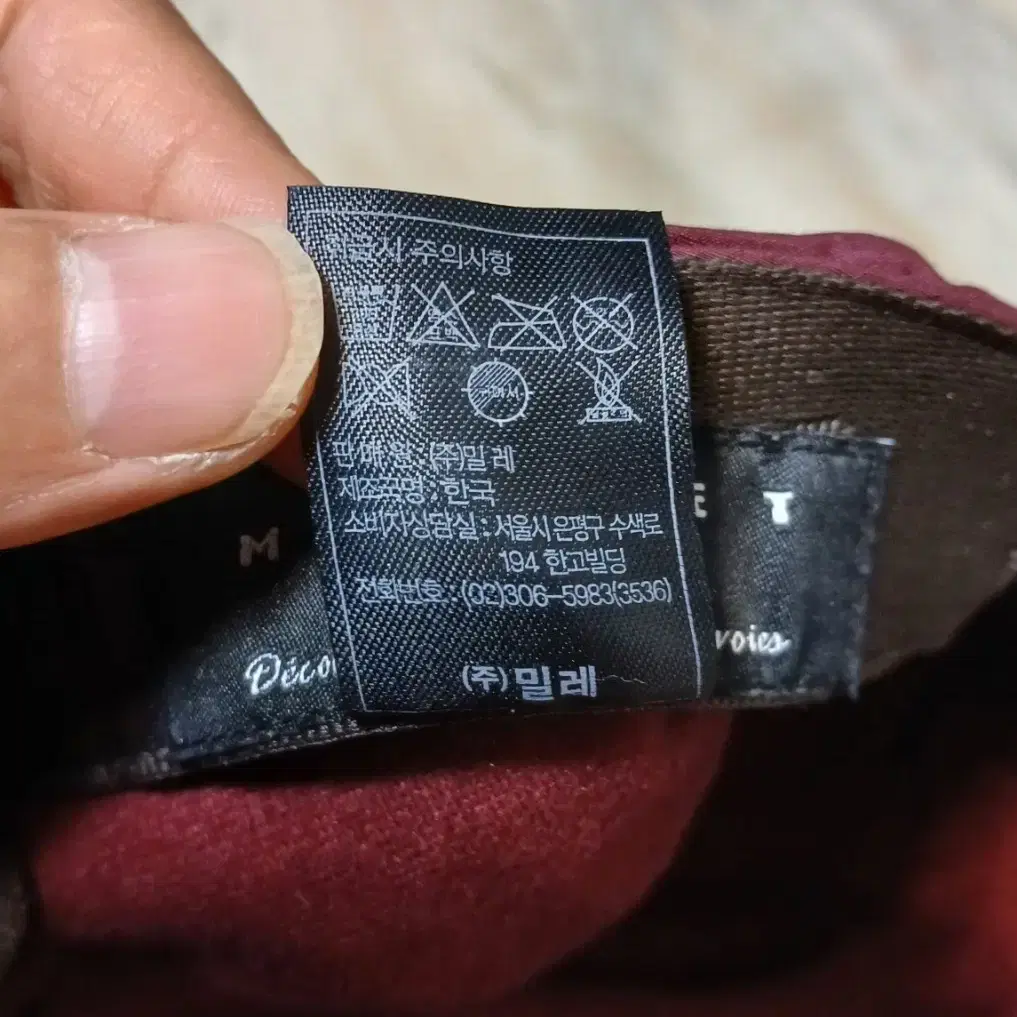 취급시 주의사항
판 매 원 : (주)밀 레
제조국명 : 한국
소비자상담실 : 서울시 은평구 수색로
194 한고빌딩
전화번호 (02)306-5983(3536)
(주)밀레
M E T
Déco voies